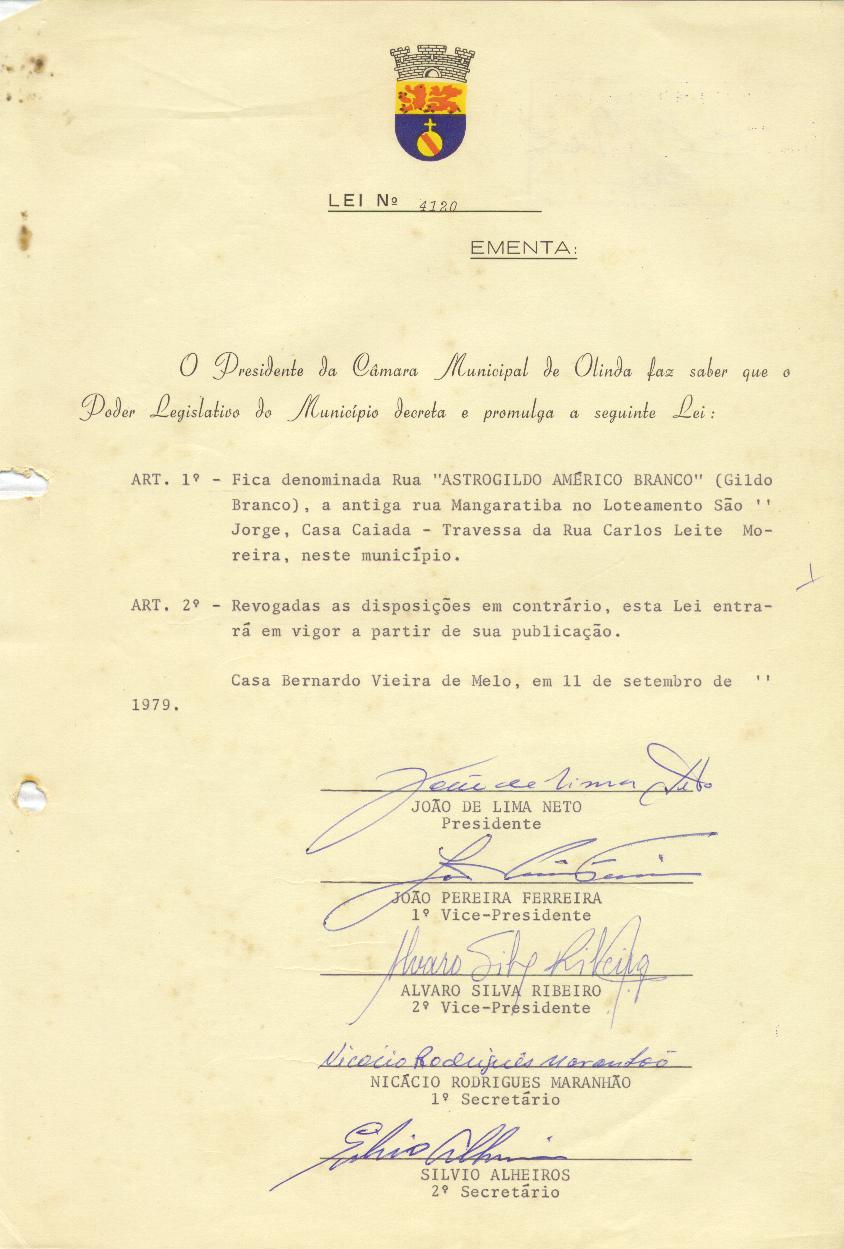 LEI Nº 4120
EMENTA:
O Presidente da Câmara Municipal de Olinda faz saber que o
Poder Legislativo do Município decreta e promulga a seguinte Lei:
ART. 1º - Fica denominada Rua "ASTROGILDO AMÉRICO BRANCO" (Gildo
Branco), a antiga rua Mangaratiba no Loteamento São ''
Jorge, Casa Caiada - Travessa da Rua Carlos Leite Mo-
reira, neste município.
ART. 2º - Revogadas as disposições em contrário, esta Lei entra-
rá em vigor a partir de sua publicação.
Casa Bernardo Vieira de Melo, em 11 de setembro de ''
1979.
João de Lima Neto
JOÃO DE LIMA NETO
Presidente
JOÃO PEREIRA FERREIRA
1º Vice-Presidente
Alvaro Silva Ribeiro
ALVARO SILVA RIBEIRO
2º Vice-Presidente
Nicácio Rodrigues Maranhão
NICÁCIO RODRIGUES MARANHÃO
1º Secretário
SILVIO ALHEIROS
2º Secretário